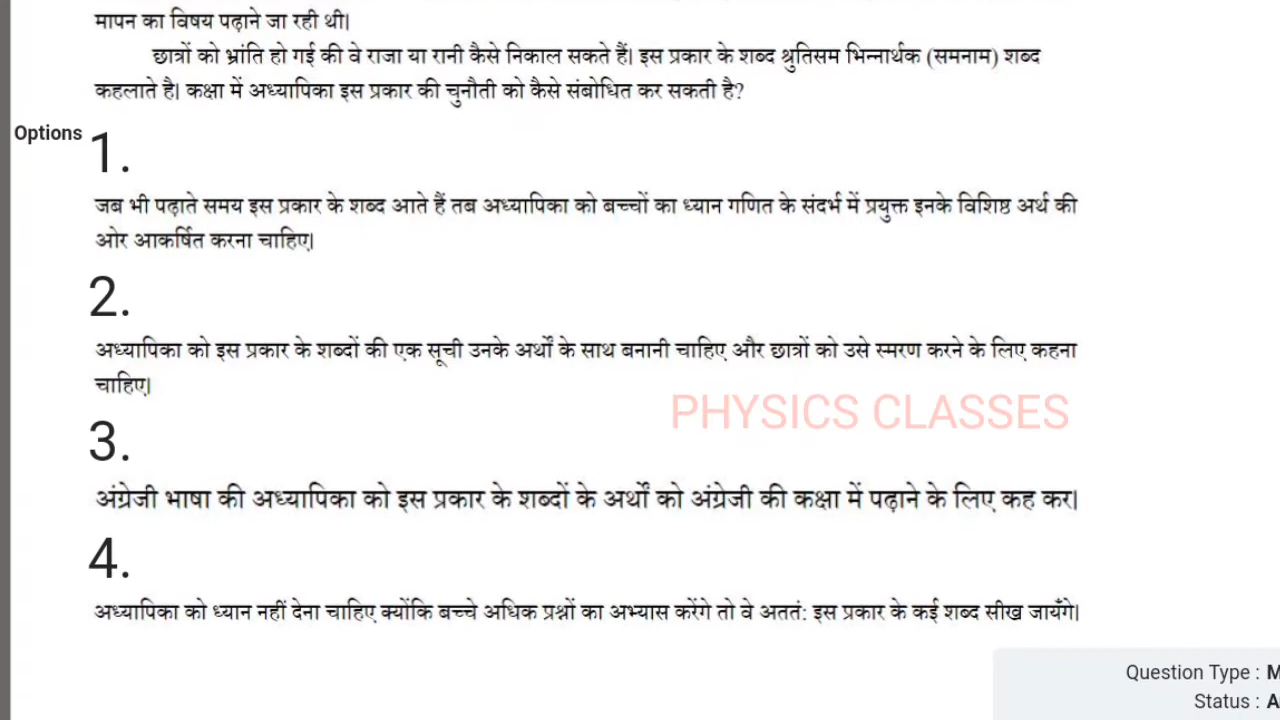 मापन का विषय पढ़ाने जा रही थी।
छात्रों को भ्रांति हो गई की वे राजा या रानी कैसे निकाल सकते हैं। इस प्रकार के शब्द श्रुतिसम भिन्नार्थक (समनाम) शब्द
कहलाते है। कक्षा में अध्यापिका इस प्रकार की चुनौती को कैसे संबोधित कर सकती है?
Options
1.
जब भी पढ़ाते समय इस प्रकार के शब्द आते हैं तब अध्यापिका को बच्चों का ध्यान गणित के संदर्भ में प्रयुक्त इनके विशिष्ठ अर्थ की
ओर आकर्षित करना चाहिए।
2.
अध्यापिका को इस प्रकार के शब्दों की एक सूची उनके अर्थों के साथ बनानी चाहिए और छात्रों को उसे स्मरण करने के लिए कहना
चाहिए।
PHYSICS CLASSES
3.
अंग्रेजी भाषा की अध्यापिका को इस प्रकार के शब्दों के अर्थों को अंग्रेजी की कक्षा में पढ़ाने के लिए कह कर।
4.
अध्यापिका को ध्यान नहीं देना चाहिए क्योंकि बच्चे अधिक प्रश्नों का अभ्यास करेंगे तो वे अततं: इस प्रकार के कई शब्द सीख जायँगे।
Question Type : M
Status : A